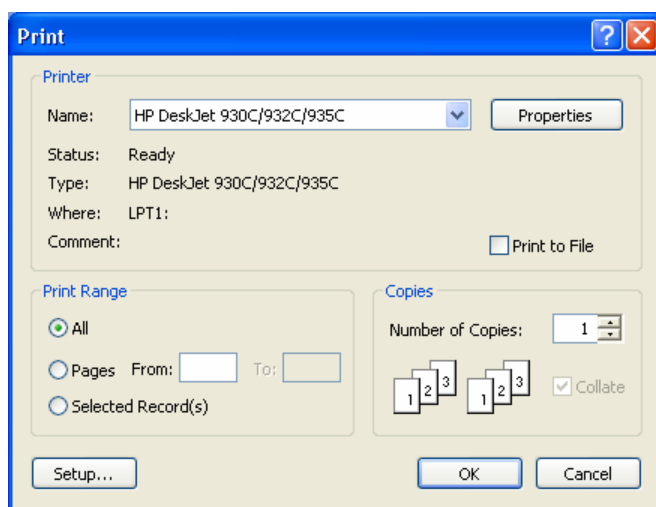 Print
Printer
Name: HP DeskJet 930C/932C/935C Properties
Status: Ready
Type: HP DeskJet 930C/932C/935C
Where: LPT1:
Comment: Print to File
Print Range
All
Pages From: To:
Selected Record(s)
Copies
Number of Copies: 1
1 2 3 1 2 3 Collate
Setup... OK Cancel